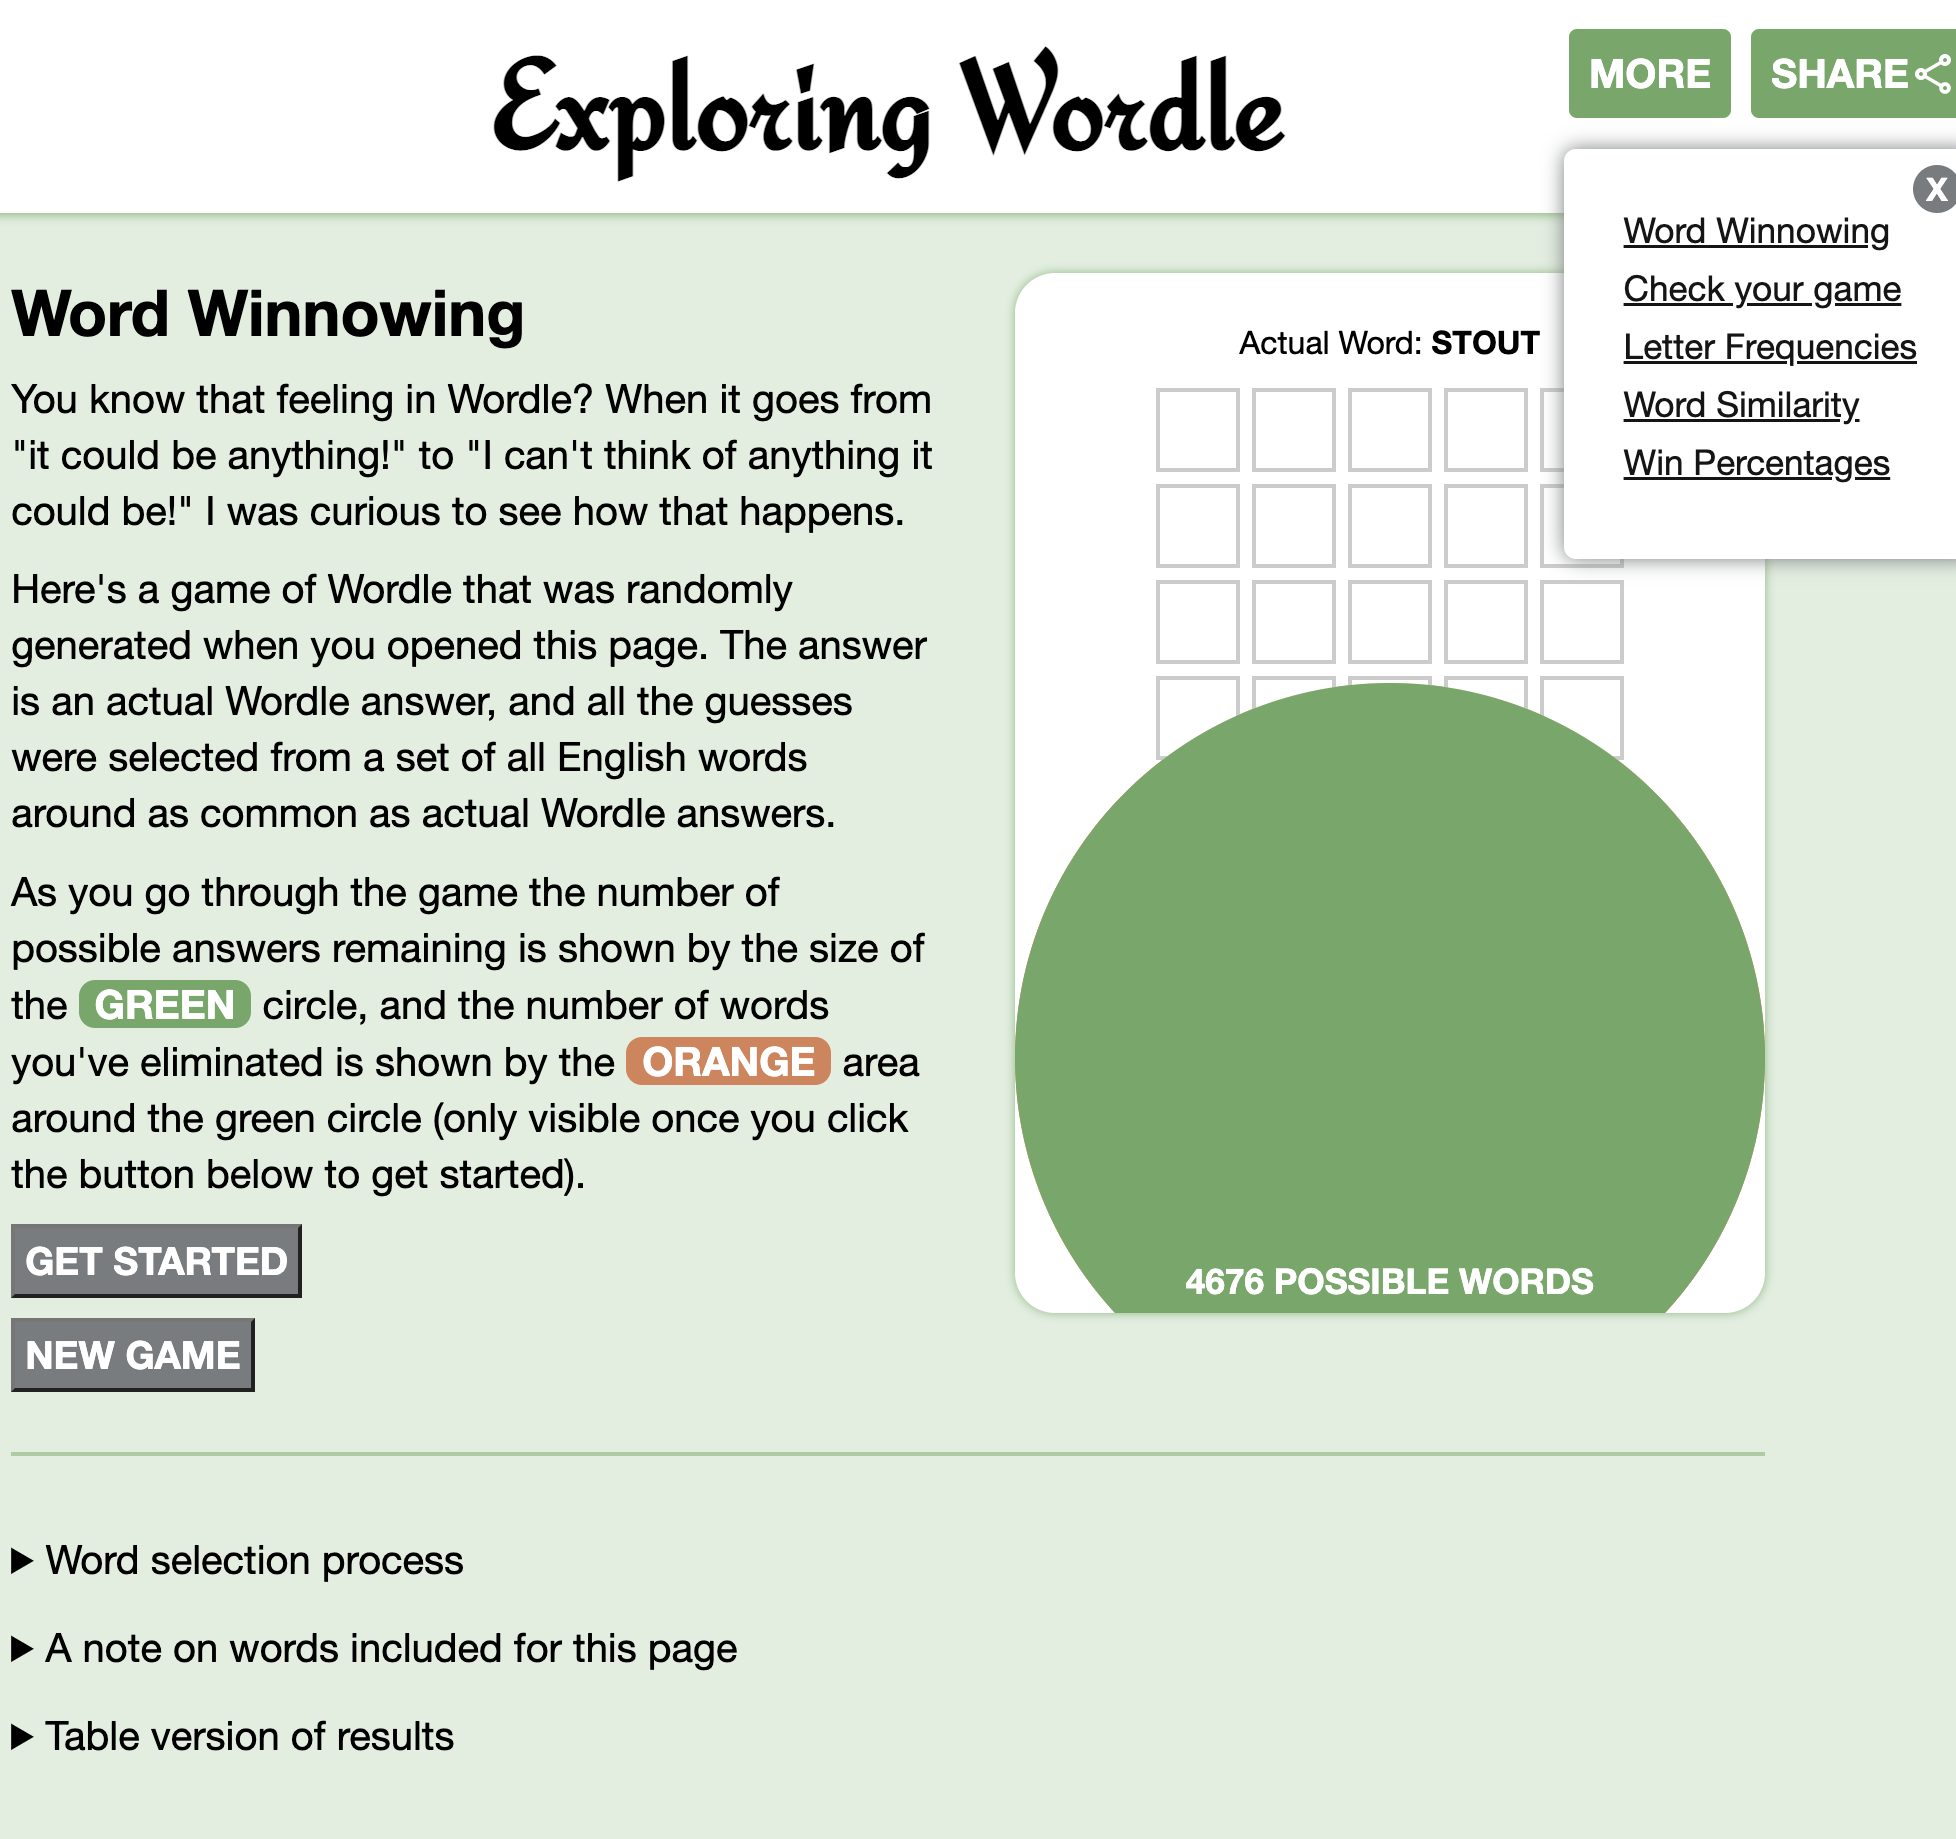 Exploring Wordle
MORE
SHARE
X
Word Winnowing
Check your game
Letter Frequencies
Word Similarity
Win Percentages
Word Winnowing
You know that feeling in Wordle? When it goes from
"it could be anything!" to "I can't think of anything it
could be!" I was curious to see how that happens.
Here's a game of Wordle that was randomly
generated when you opened this page. The answer
is an actual Wordle answer, and all the guesses
were selected from a set of all English words
around as common as actual Wordle answers.
As you go through the game the number of
possible answers remaining is shown by the size of
the GREEN circle, and the number of words
you've eliminated is shown by the ORANGE area
around the green circle (only visible once you click
the button below to get started).
GET STARTED
NEW GAME
Actual Word: STOUT
4676 POSSIBLE WORDS
Word selection process
A note on words included for this page
Table version of results